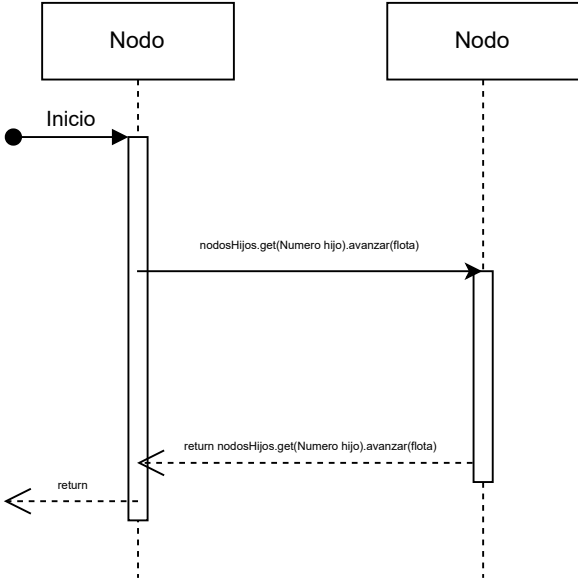 Nodo
Nodo
Inicio
nodosHijos.get(Numero hijo).avanzar(flota)
return nodosHijos.get(Numero hijo).avanzar(flota)
return